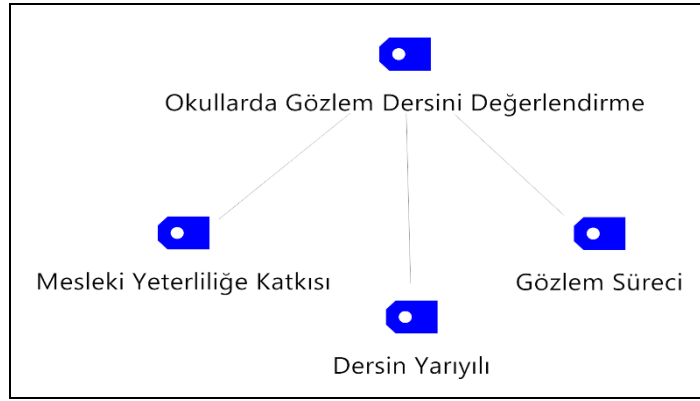 Okullarda Gözlem Dersini Değerlendirme
Mesleki Yeterliliğe Katkısı
Gözlem Süreci
Dersin Yarıyılı